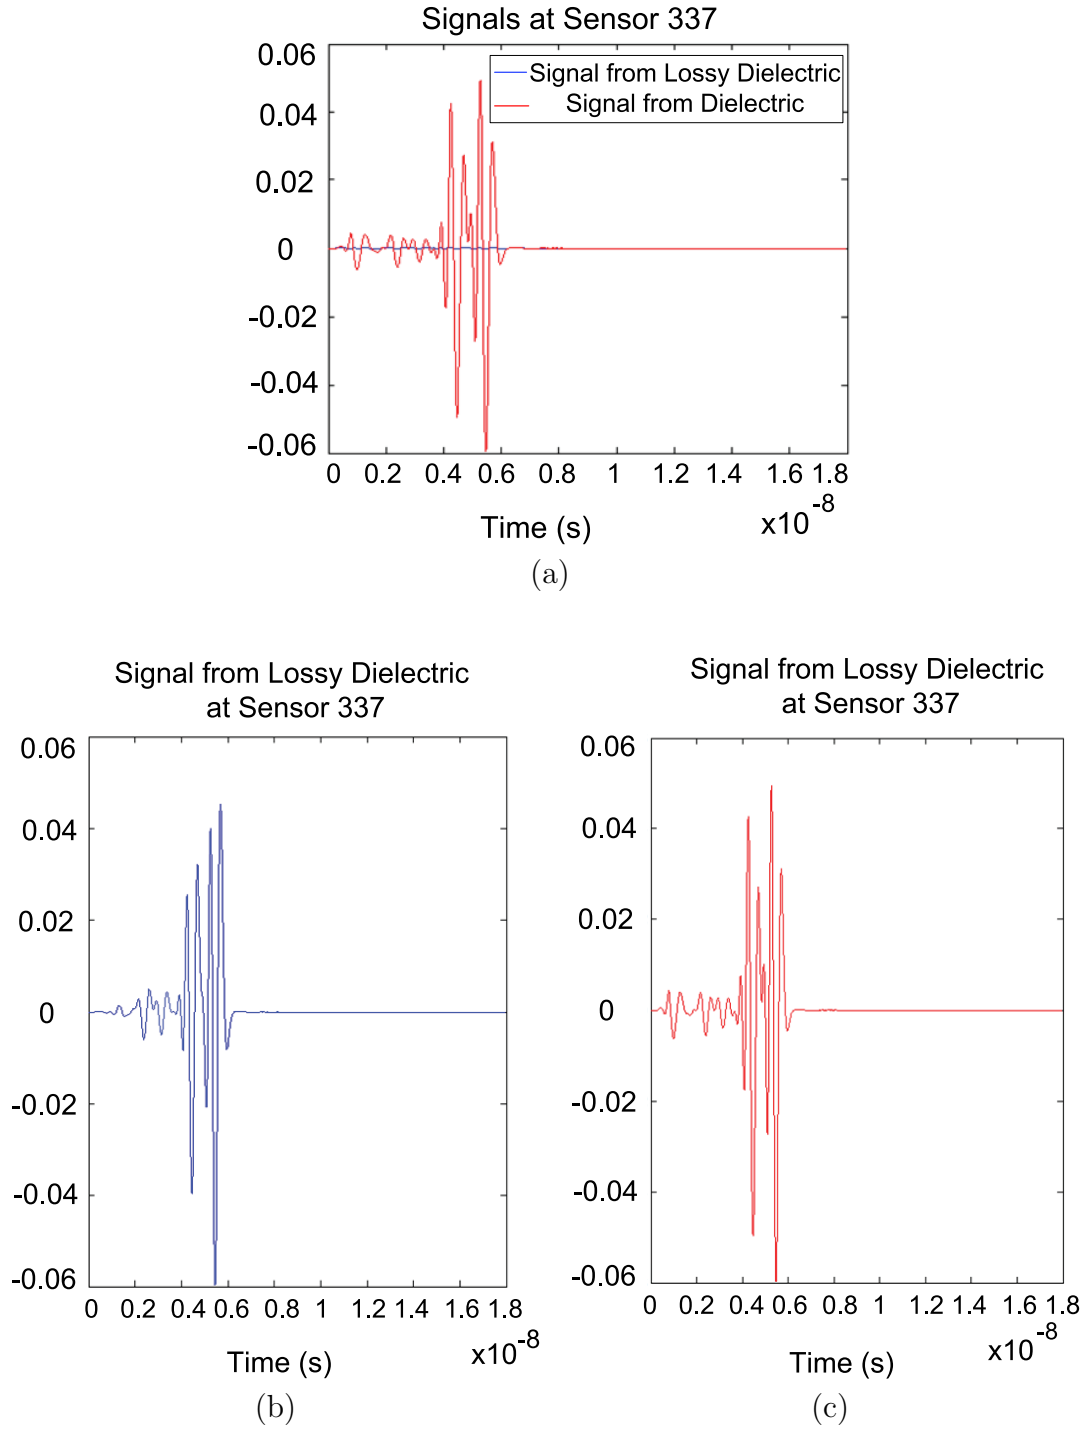 Signals at Sensor 337
0.06
0.04
0.02
0
-0.02
-0.04
-0.06
Signal from Lossy Dielectric
Signal from Dielectric
0 0.2 0.4 0.6 0.8 1 1.2 1.4 1.6 1.8
x10-8
Time (s)
(a)
Signal from Lossy Dielectric
at Sensor 337
0.06
0.04
0.02
0
-0.02
-0.04
-0.06
0 0.2 0.4 0.6 0.8 1 1.2 1.4 1.6 1.8
x10-8
Time (s)
(b)
Signal from Lossy Dielectric
at Sensor 337
0.06
0.04
0.02
0
-0.02
-0.04
-0.06
0 0.2 0.4 0.6 0.8 1 1.2 1.4 1.6 1.8
x10-8
Time (s)
(c)